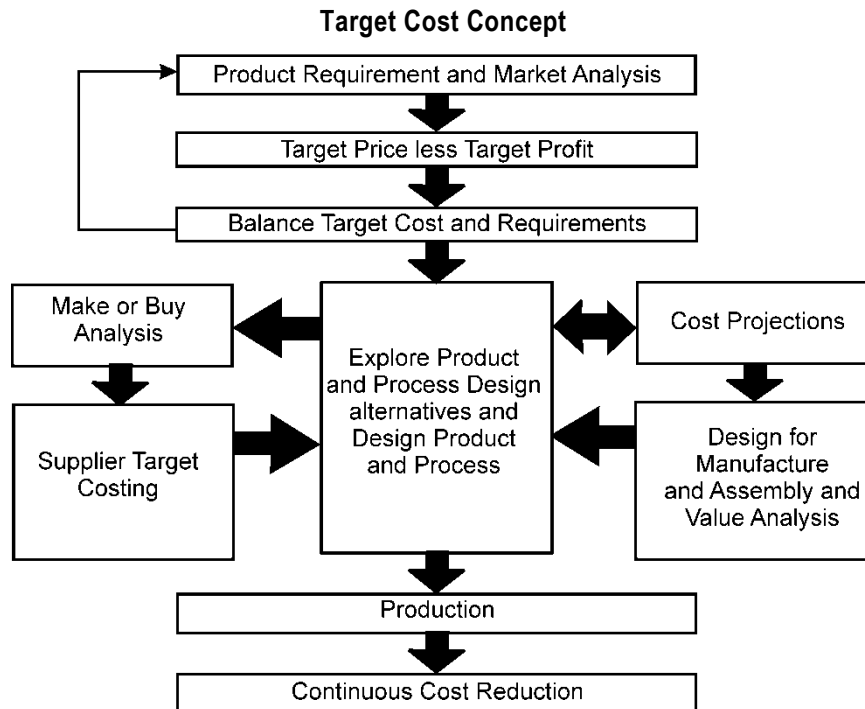 Target Cost Concept
Product Requirement and Market Analysis
Target Price less Target Profit
Balance Target Cost and Requirements
Make or Buy
Analysis
Supplier Target
Costing
Explore Product
and Process Design
alternatives and
Design Product
and Process
Cost Projections
Design for
Manufacture
and Assembly and
Value Analysis
Production
Continuous Cost Reduction